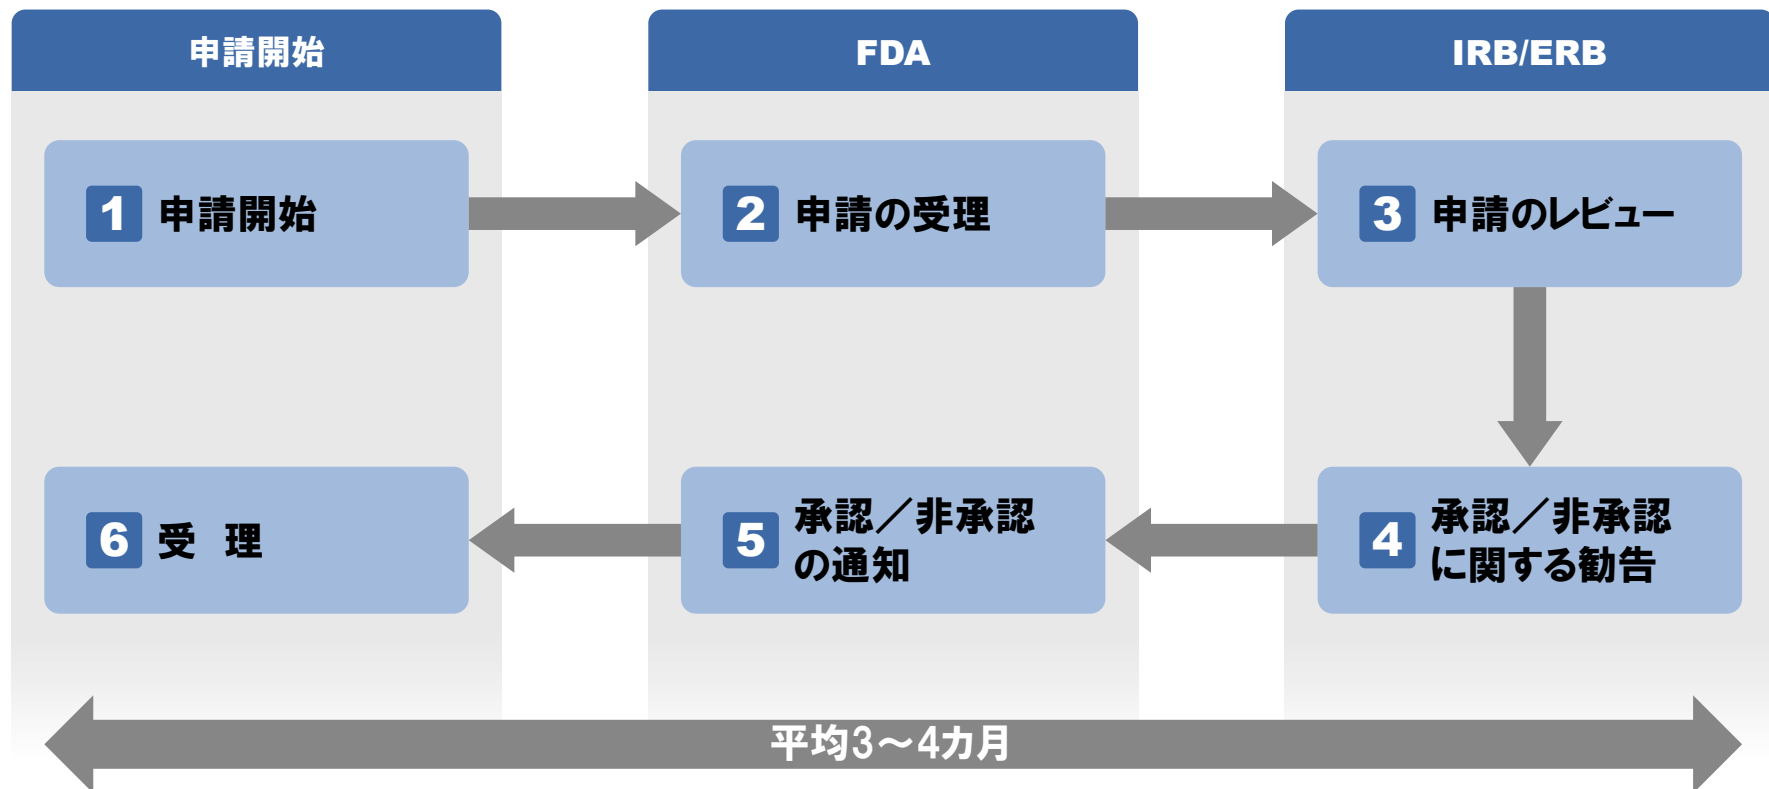 申請開始
FDA
IRB/ERB
1 申請開始
2 申請の受理
3 申請のレビュー
6 受 理
5 承認／非承認
の通知
4 承認／非承認
に関する勧告
平均3～4カ月